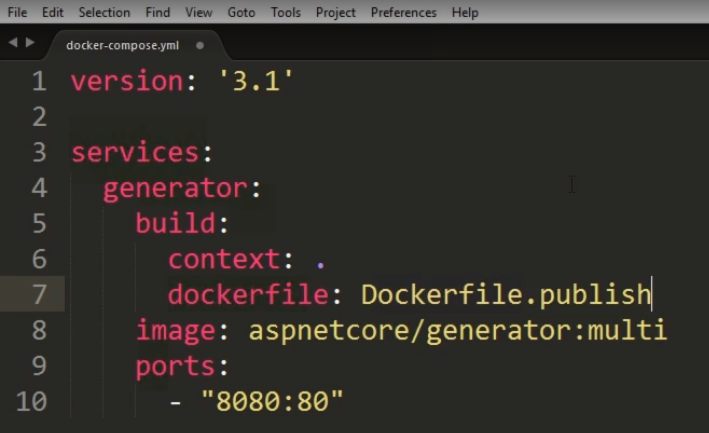 File Edit Selection Find View Goto Tools Project Preferences Help
docker-compose.yml
1 version: '3.1'
2
3 services:
4   generator:
5     build:
6       context: .
7       dockerfile: Dockerfile.publish
8     image: aspnetcore/generator:multi
9     ports:
10       - "8080:80"